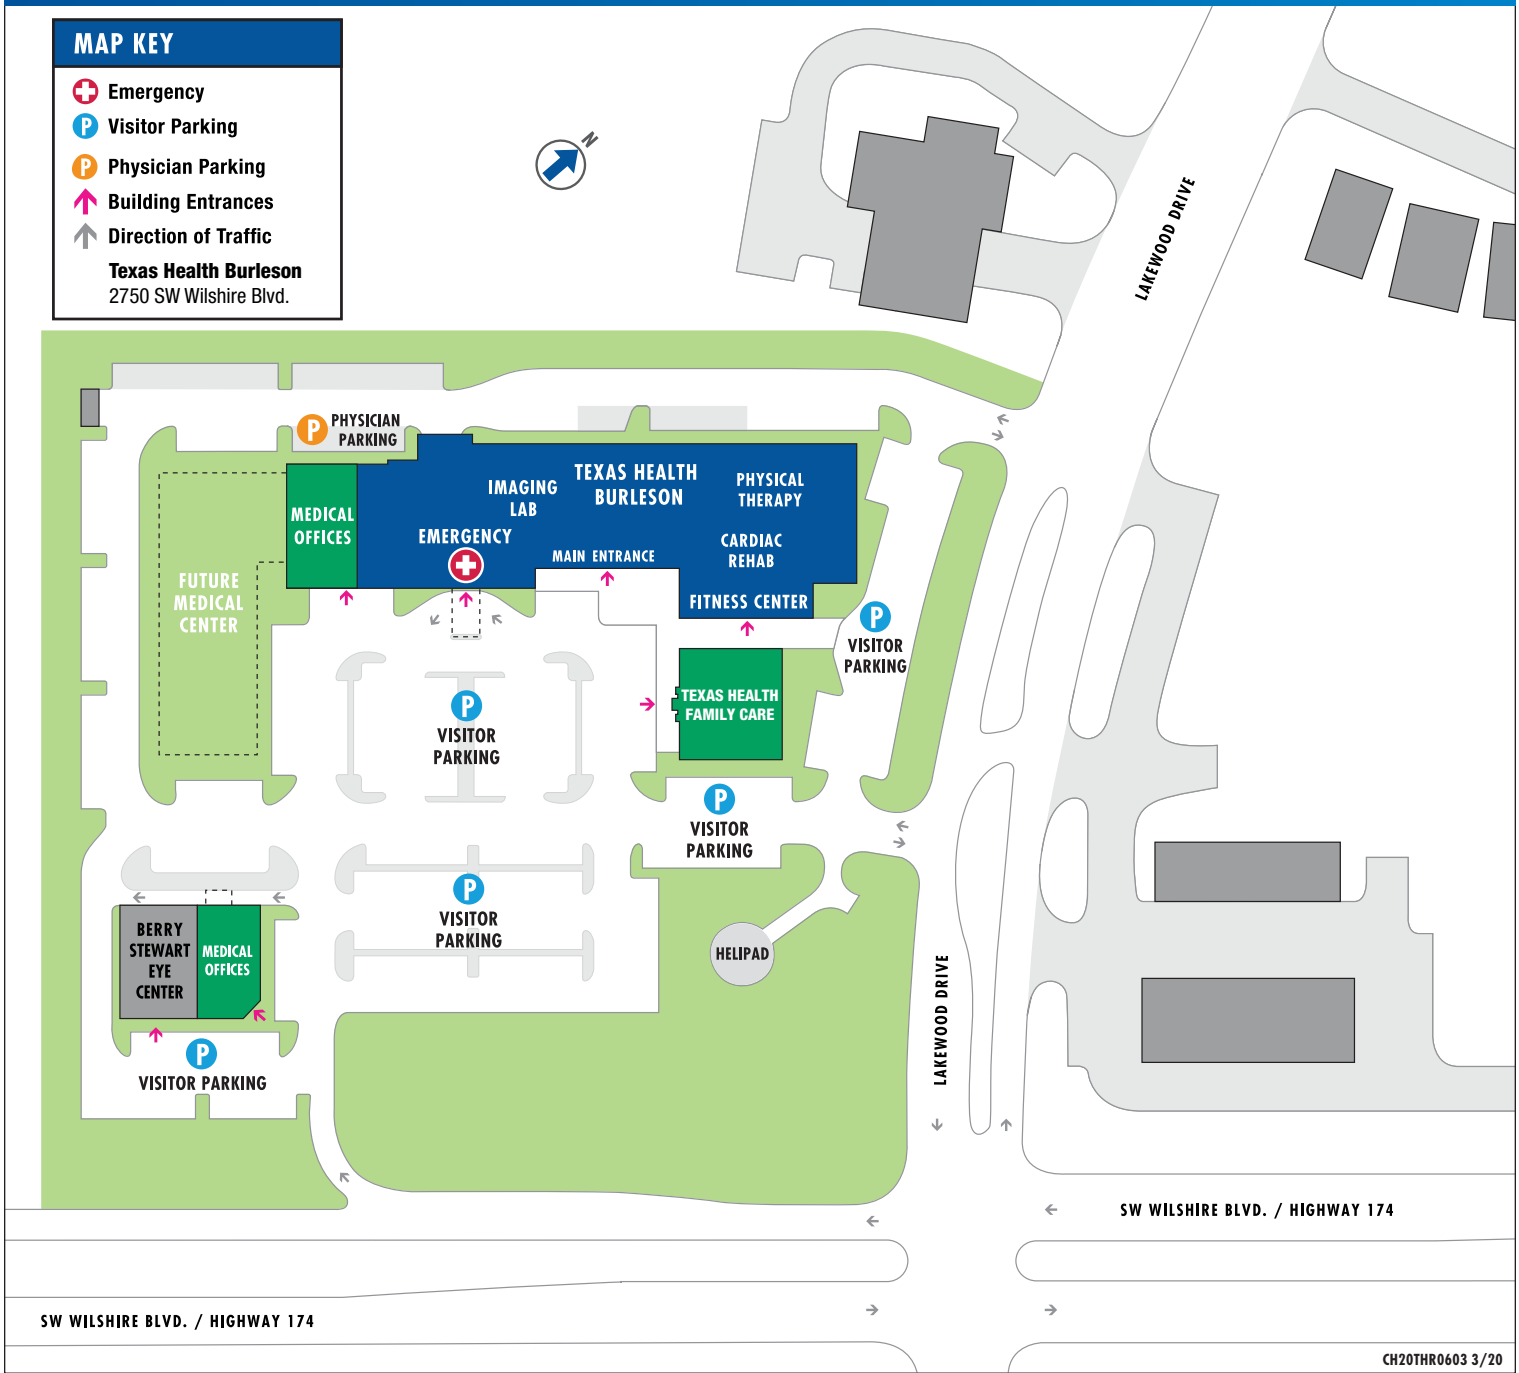 MAP KEY
Emergency
P Visitor Parking
P Physician Parking
Building Entrances
Direction of Traffic
Texas Health Burleson
2750 SW Wilshire Blvd.
N
LAKEWOOD DRIVE
P PHYSICIAN
PARKING
MEDICAL
OFFICES
IMAGING
LAB
TEXAS HEALTH
BURLESON
PHYSICAL
THERAPY
EMERGENCY
MAIN ENTRANCE
CARDIAC
REHAB
FITNESS CENTER
FUTURE
MEDICAL
CENTER
P
VISITOR
PARKING
TEXAS HEALTH
FAMILY CARE
P
VISITOR
PARKING
P
VISITOR
PARKING
P
VISITOR
PARKING
BERRY
STEWART
EYE
CENTER
MEDICAL
OFFICES
HELIPAD
P
VISITOR PARKING
LAKEWOOD DRIVE
SW WILSHIRE BLVD. / HIGHWAY 174
SW WILSHIRE BLVD. / HIGHWAY 174
CH20THR0603 3/20